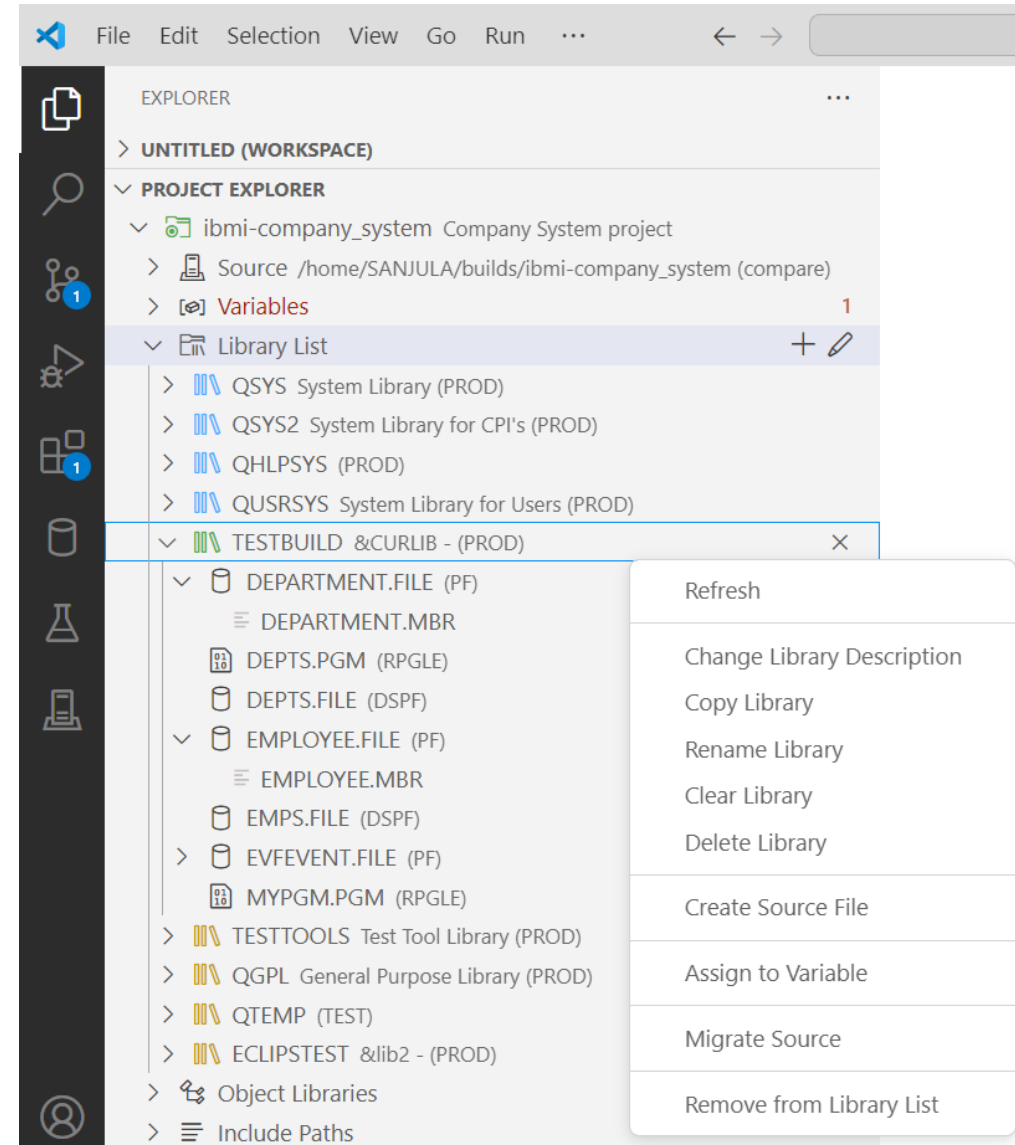 File Edit Selection View Go Run ···
EXPLORER ···
UNTITLED (WORKSPACE)
PROJECT EXPLORER
ibmi-company_system Company System project
Source /home/SANJULA/builds/ibmi-company_system (compare)
1
Variables 1
Library List
QSYS System Library (PROD)
QSYS2 System Library for CPI's (PROD)
1
QHLPSYS (PROD)
QUSRSYS System Library for Users (PROD)
TESTBUILD &CURLIB - (PROD)
DEPARTMENT.FILE (PF)
DEPARTMENT.MBR
DEPTS.PGM (RPGLE)
DEPTS.FILE (DSPF)
EMPLOYEE.FILE (PF)
EMPLOYEE.MBR
EMPS.FILE (DSPF)
EVFEVENT.FILE (PF)
MYPGM.PGM (RPGLE)
TESTTOOLS Test Tool Library (PROD)
QGPL General Purpose Library (PROD)
QTEMP (TEST)
ECLIPSTEST &lib2 - (PROD)
Object Libraries
Include Paths
Refresh
Change Library Description
Copy Library
Rename Library
Clear Library
Delete Library
Create Source File
Assign to Variable
Migrate Source
Remove from Library List